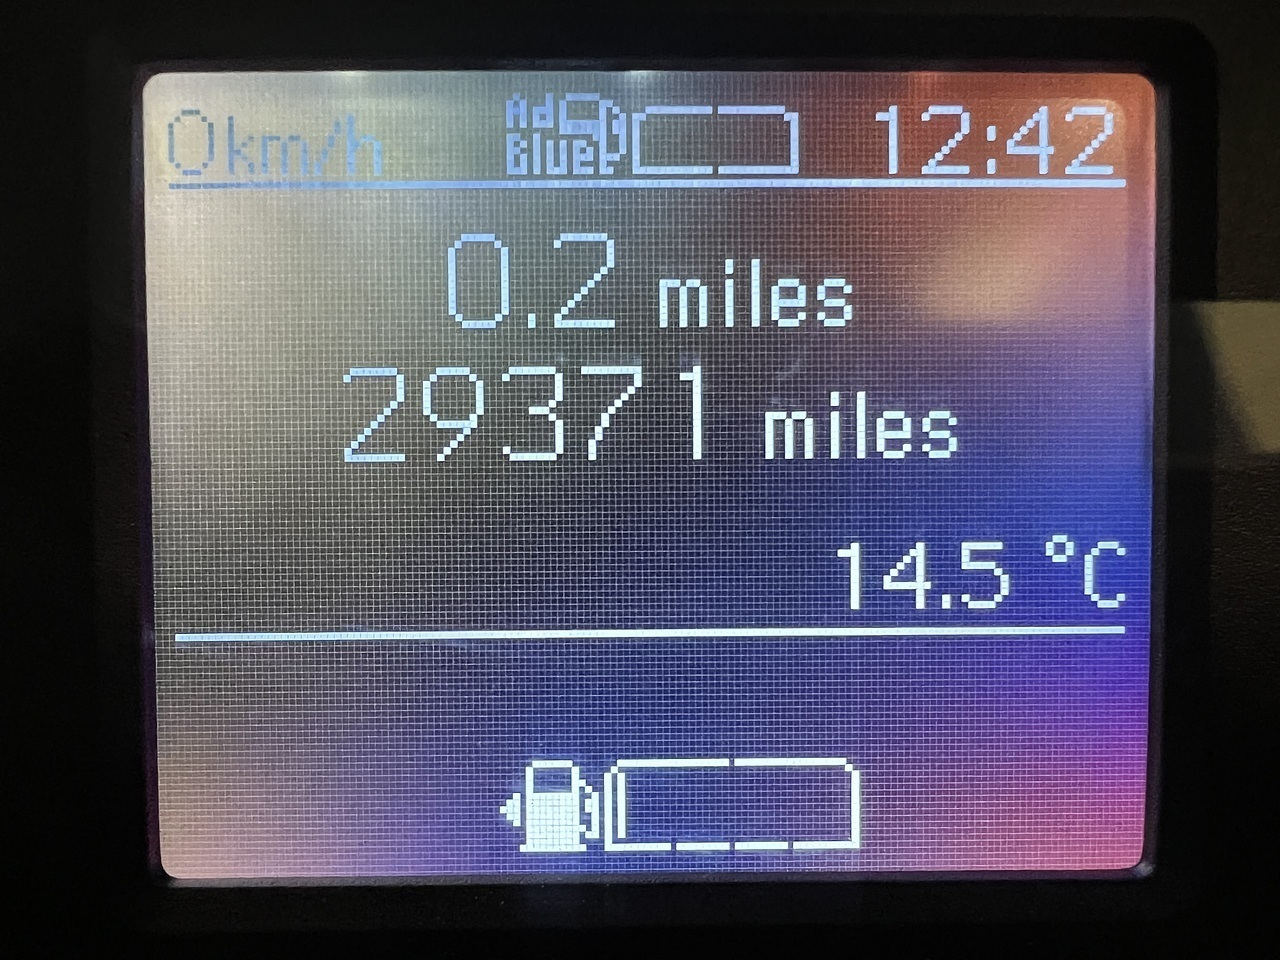 0km/h Ad Blue 12:42
0.2 miles
29371 miles
14.5 °C